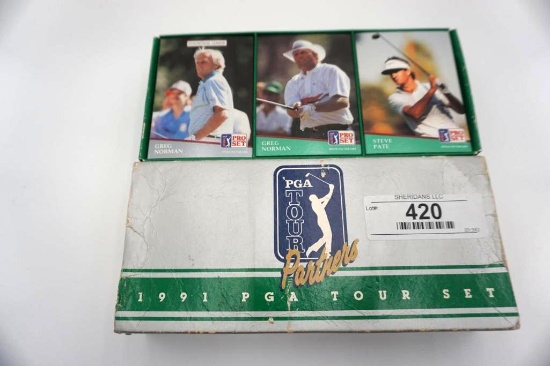 GREG
NORMAN
PRO
SET
GREG
NORMAN
PRO
SET
STEVE
PATE
PRO
SET
PGA
TOUR
Partners
SHERIDANS LLC
Lot#:
420
1991 PGA TOUR SET